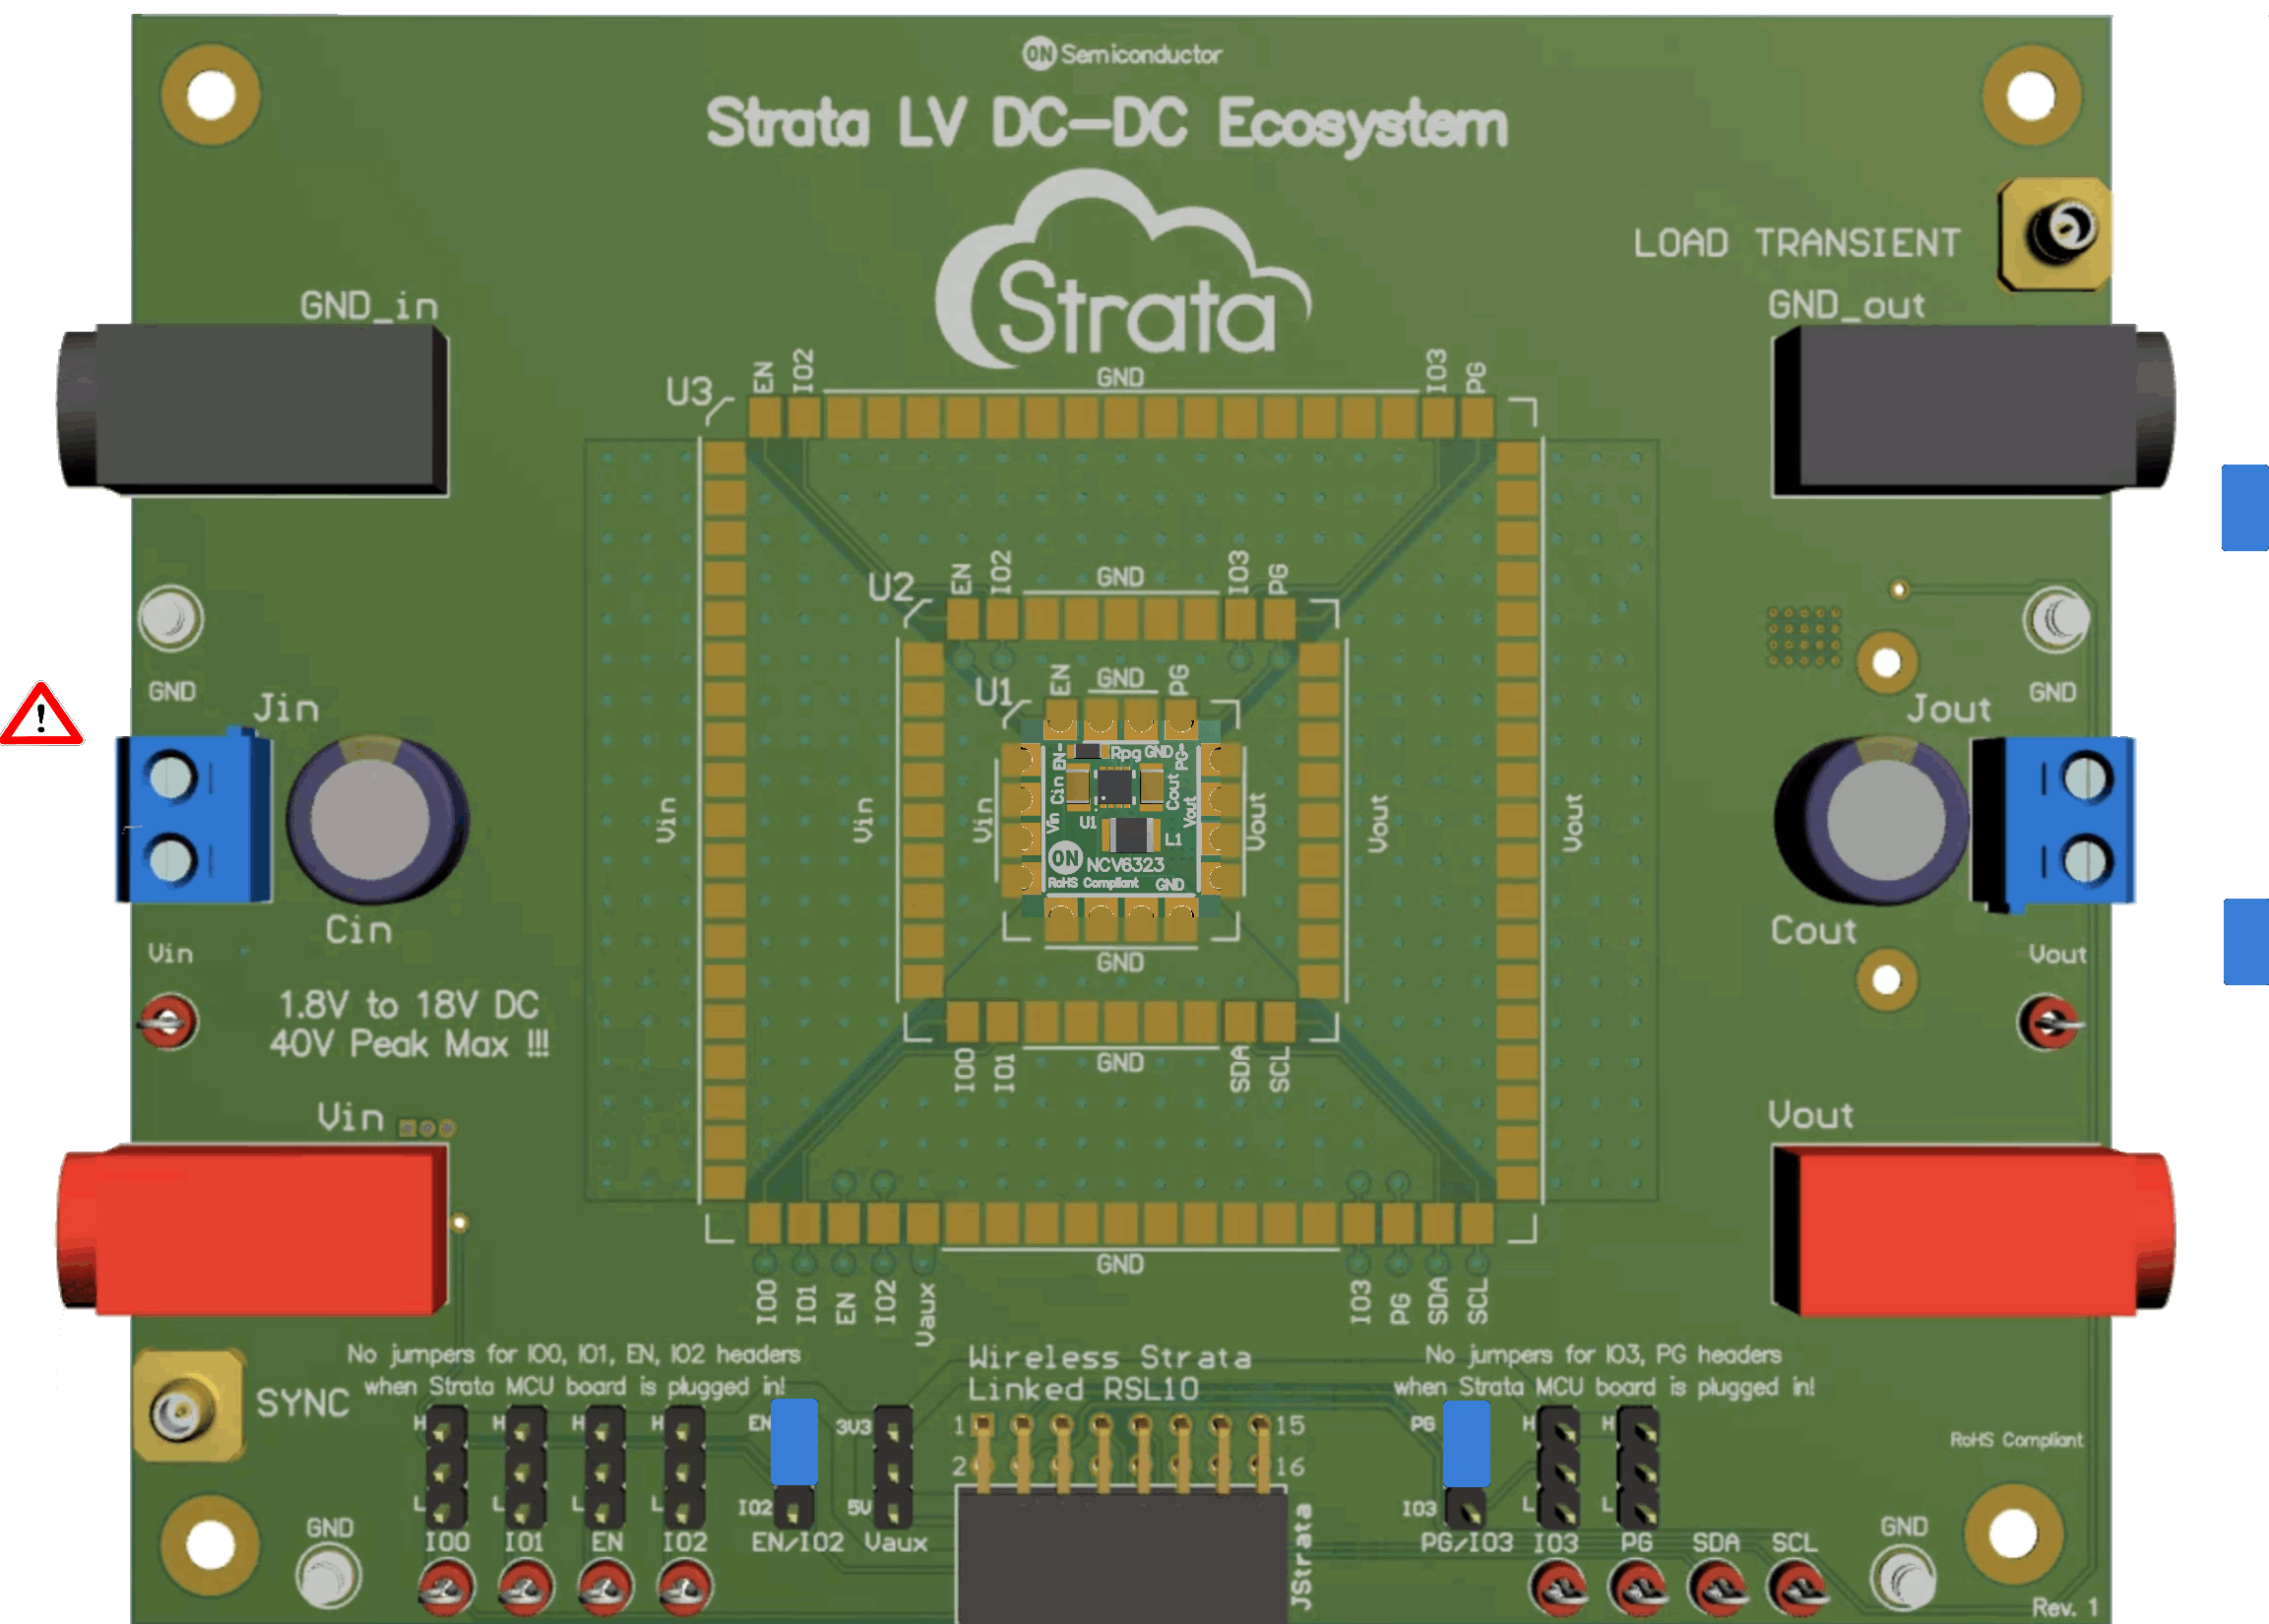 ON Semiconductor
Strata LV DC-DC Ecosystem
Strata
LOAD TRANSIENT
GND_in
GND_out
U3
EN
IO2
GND
IO3
PG
U2
EN
IO2
GND
IO3
PG
U1
EN
GND
PG
GND
Jin
GND
Jout
EN
Rpg
GND
PG
Cin
Cout
Vin
Vout
U1
L1
ON NCV6323
RoHS Compliant
GND
Vin
Vin
Vin
Vout
Vout
Vout
Cin
Cout
Vin
Vout
GND
1.8V to 18V DC
40V Peak Max !!!
IO0
IO1
GND
SDA
SCL
Vin
Vout
GND
IO0
IO1
EN
IO2
Vaux
IO3
PG
SDA
SCL
No jumpers for IO0, IO1, EN, IO2 headers
when Strata MCU board is plugged in!
Wireless Strata
Linked RSL10
No jumpers for IO3, PG headers
when Strata MCU board is plugged in!
SYNC
H
H
H
H
EN
3V3
1
15
PG
H
H
2
16
RoHS Compliant
L
L
L
L
IO2
5V
IO3
L
L
GND
IO0
IO1
EN
IO2
EN/IO2
Vaux
JStrata
PG/IO3
IO3
PG
SDA
SCL
GND
Rev. 1